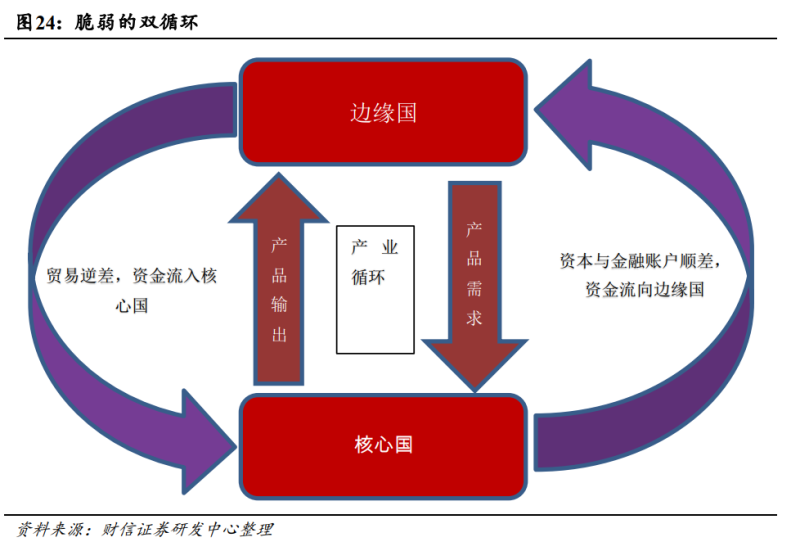 图24：脆弱的双循环
边缘国
产品输出
产 业
循环
产品需求
贸易逆差，资金流入核
心国
资本与金融账户顺差，
资金流向边缘国
核心国
资料来源：财信证券研发中心整理